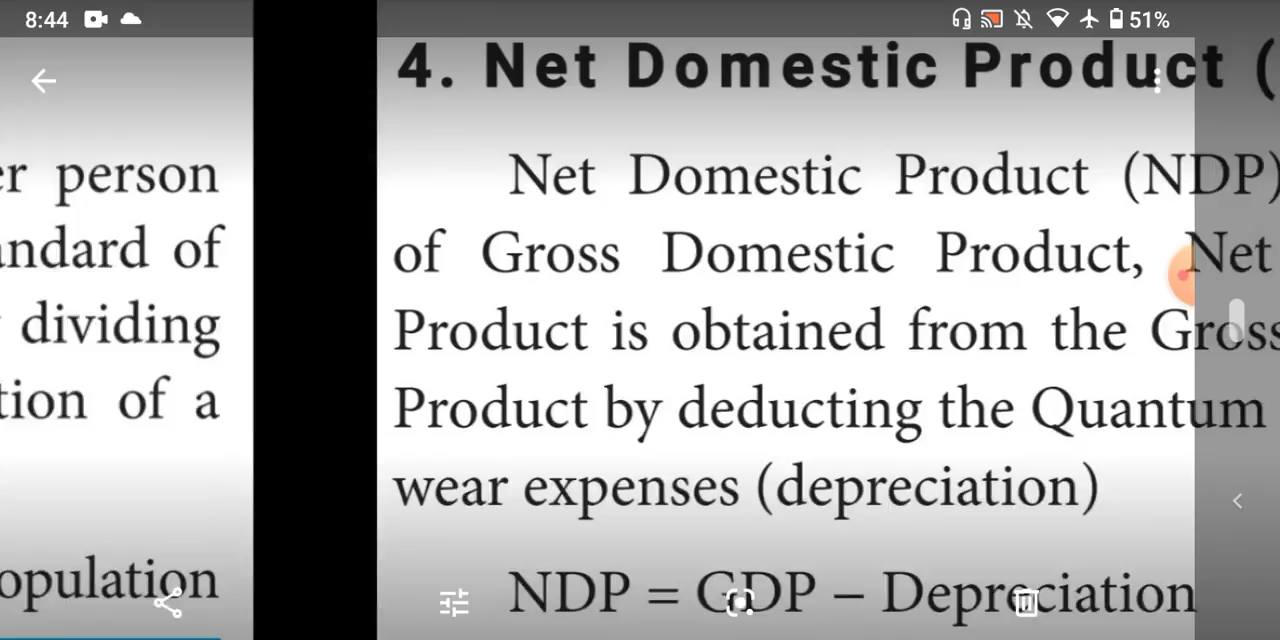 8:44
51%
er person
andard of
dividing
tion of a
opulation
4. Net Domestic Product (
Net Domestic Product (NDP)
of Gross Domestic Product, Net
Product is obtained from the Gross
Product by deducting the Quantum
wear expenses (depreciation)
NDP = GDP – Depreciation